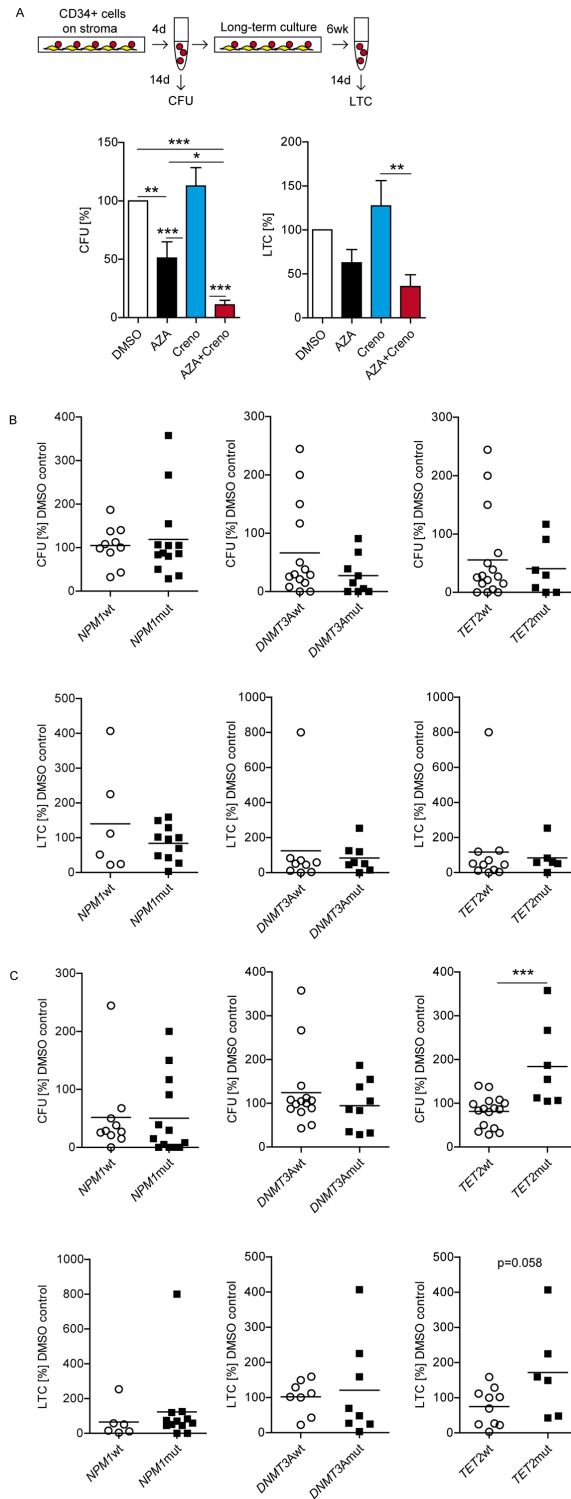 A
CD34+ cells
on stroma
4d
Long-term culture
6wk
14d
CFU
14d
LTC
CFU [%]
150
100
50
0
***
*
**
***
***
DMSO
AZA
Creno
AZA+Creno
LTC [%]
200
150
100
50
0
**
DMSO
AZA
Creno
AZA+Creno
B
CFU [%] DMSO control
400
300
200
100
0
NPM1wt
NPM1mut
CFU [%] DMSO control
300
200
100
0
DNMT3Awt
DNMT3Amut
CFU [%] DMSO control
300
200
100
0
TET2wt
TET2mut
LTC [%] DMSO control
500
400
300
200
100
0
NPM1wt
NPM1mut
LTC [%] DMSO control
1000
800
600
400
200
0
DNMT3Awt
DNMT3Amut
LTC [%] DMSO control
1000
800
600
400
200
0
TET2wt
TET2mut
C
CFU [%] DMSO control
300
200
100
0
NPM1wt
NPM1mut
CFU [%] DMSO control
400
300
200
100
0
DNMT3Awt
DNMT3Amut
CFU [%] DMSO control
400
300
200
100
0
***
TET2wt
TET2mut
LTC [%] DMSO control
1000
800
600
400
200
0
NPM1wt
NPM1mut
LTC [%] DMSO control
500
400
300
200
100
0
DNMT3Awt
DNMT3Amut
LTC [%] DMSO control
500
400
300
200
100
0
p=0.058
TET2wt
TET2mut